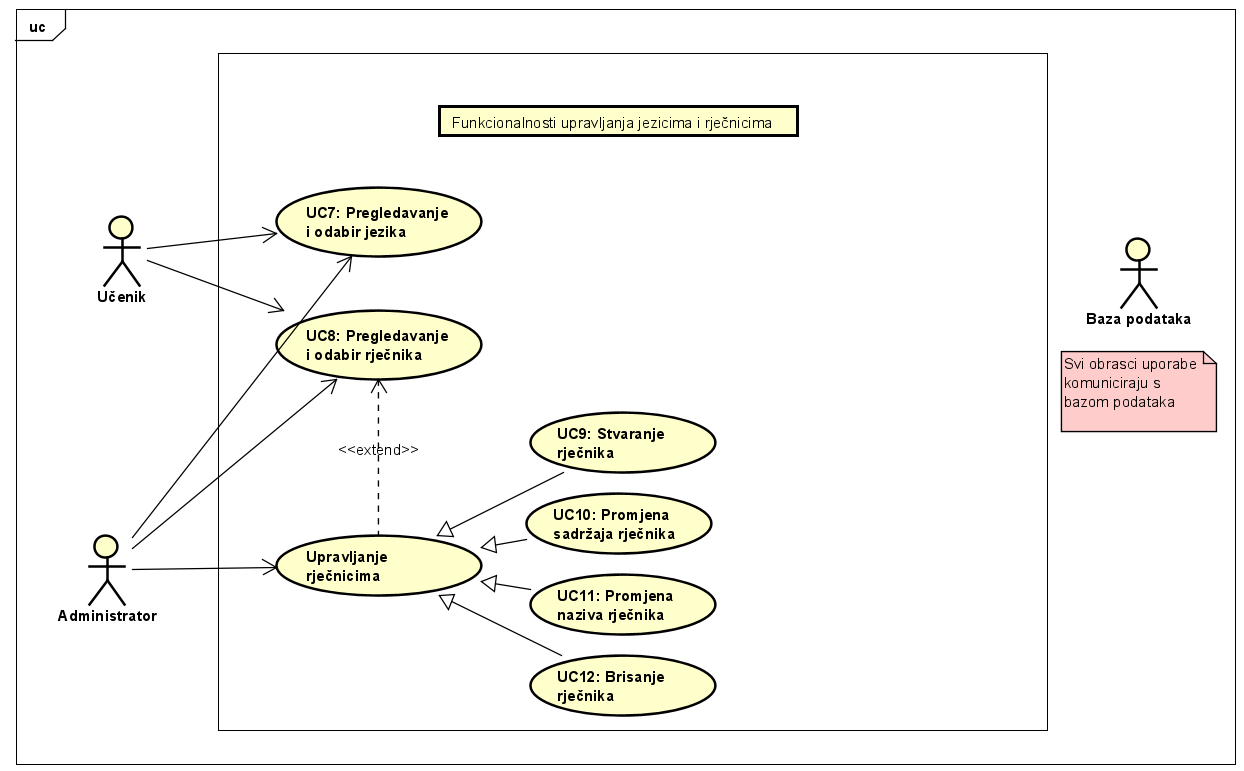 uc
Funkcionalnosti upravljanja jezicima i rječnicima
UC7: Pregledavanje
i odabir jezika
Učenik
UC8: Pregledavanje
i odabir rječnika
Baza podataka
Svi obrasci uporabe
komuniciraju s
bazom podataka
<<extend>>
UC9: Stvaranje
rječnika
UC10: Promjena
sadržaja rječnika
Upravljanje
rječnicima
Administrator
UC11: Promjena
naziva rječnika
UC12: Brisanje
rječnika